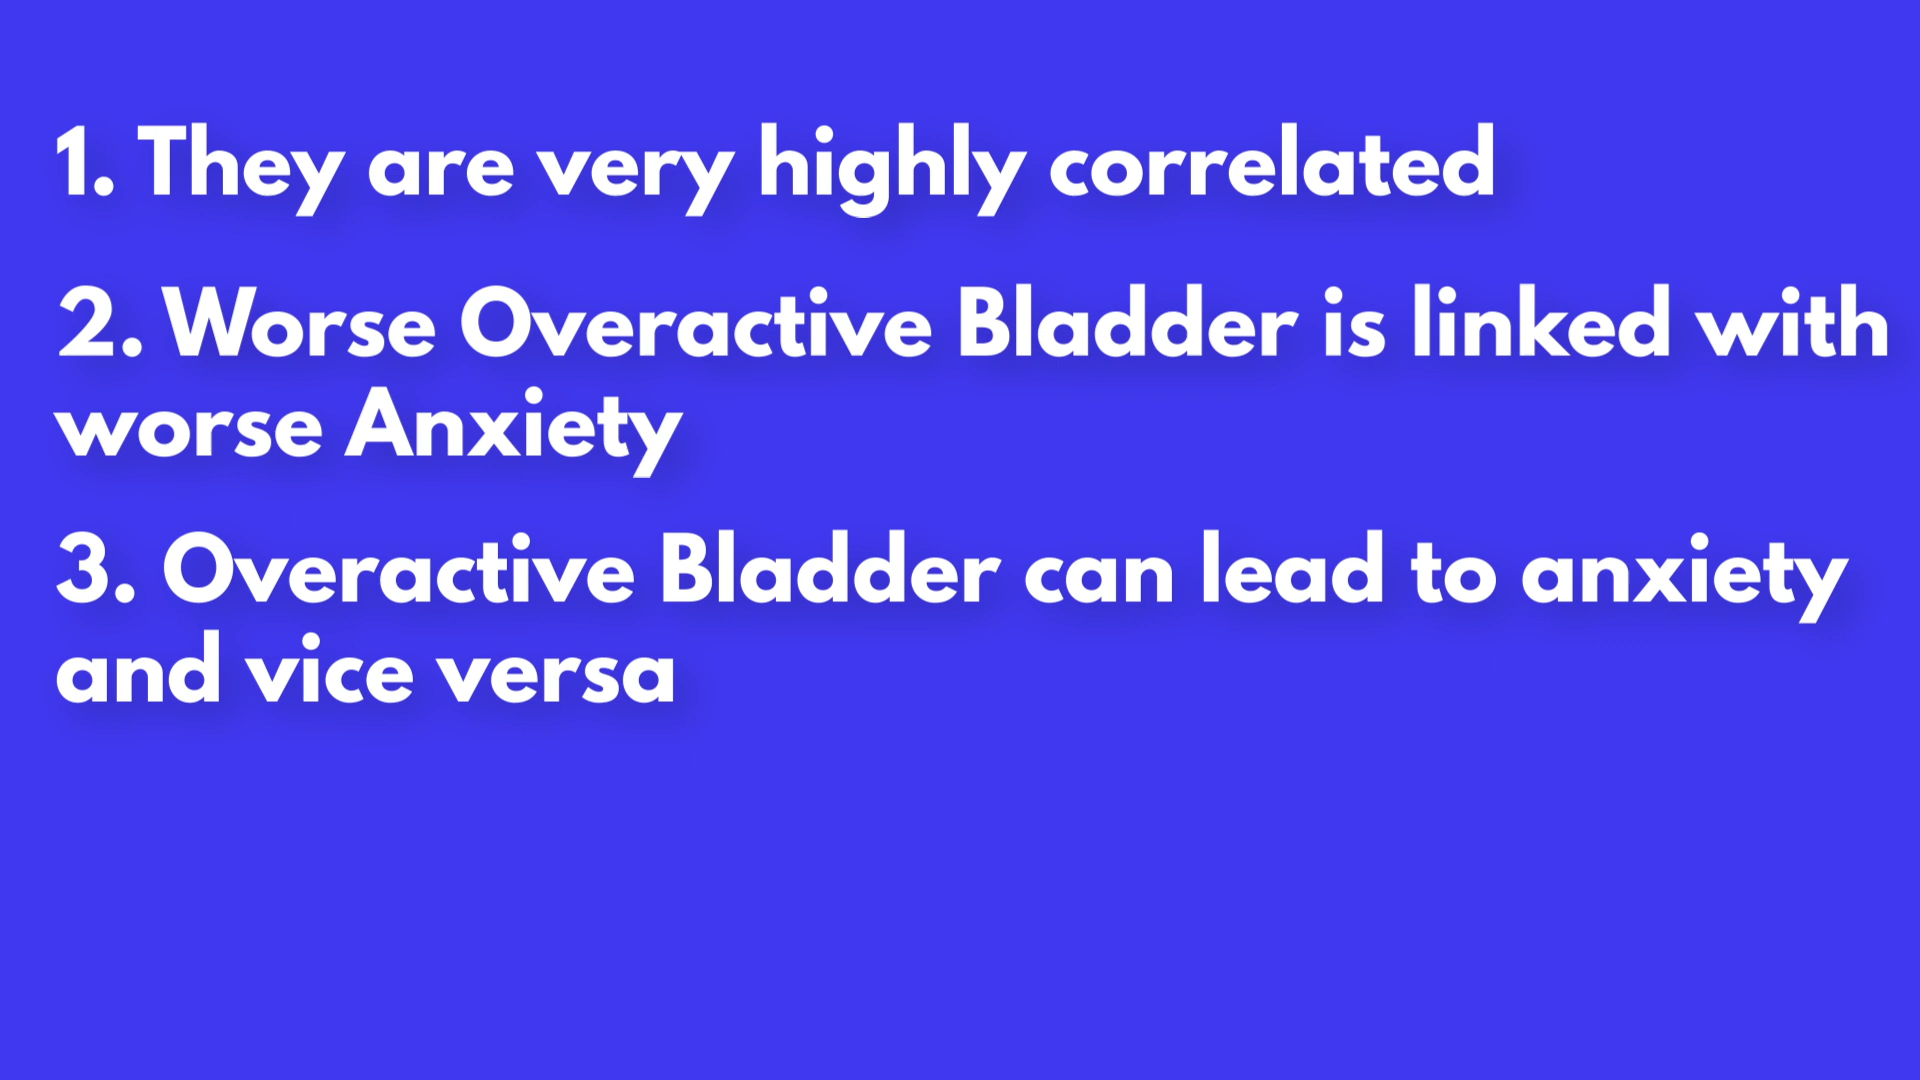 1. They are very highly correlated
2. Worse Overactive Bladder is linked with
worse Anxiety
3. Overactive Bladder can lead to anxiety
and vice versa